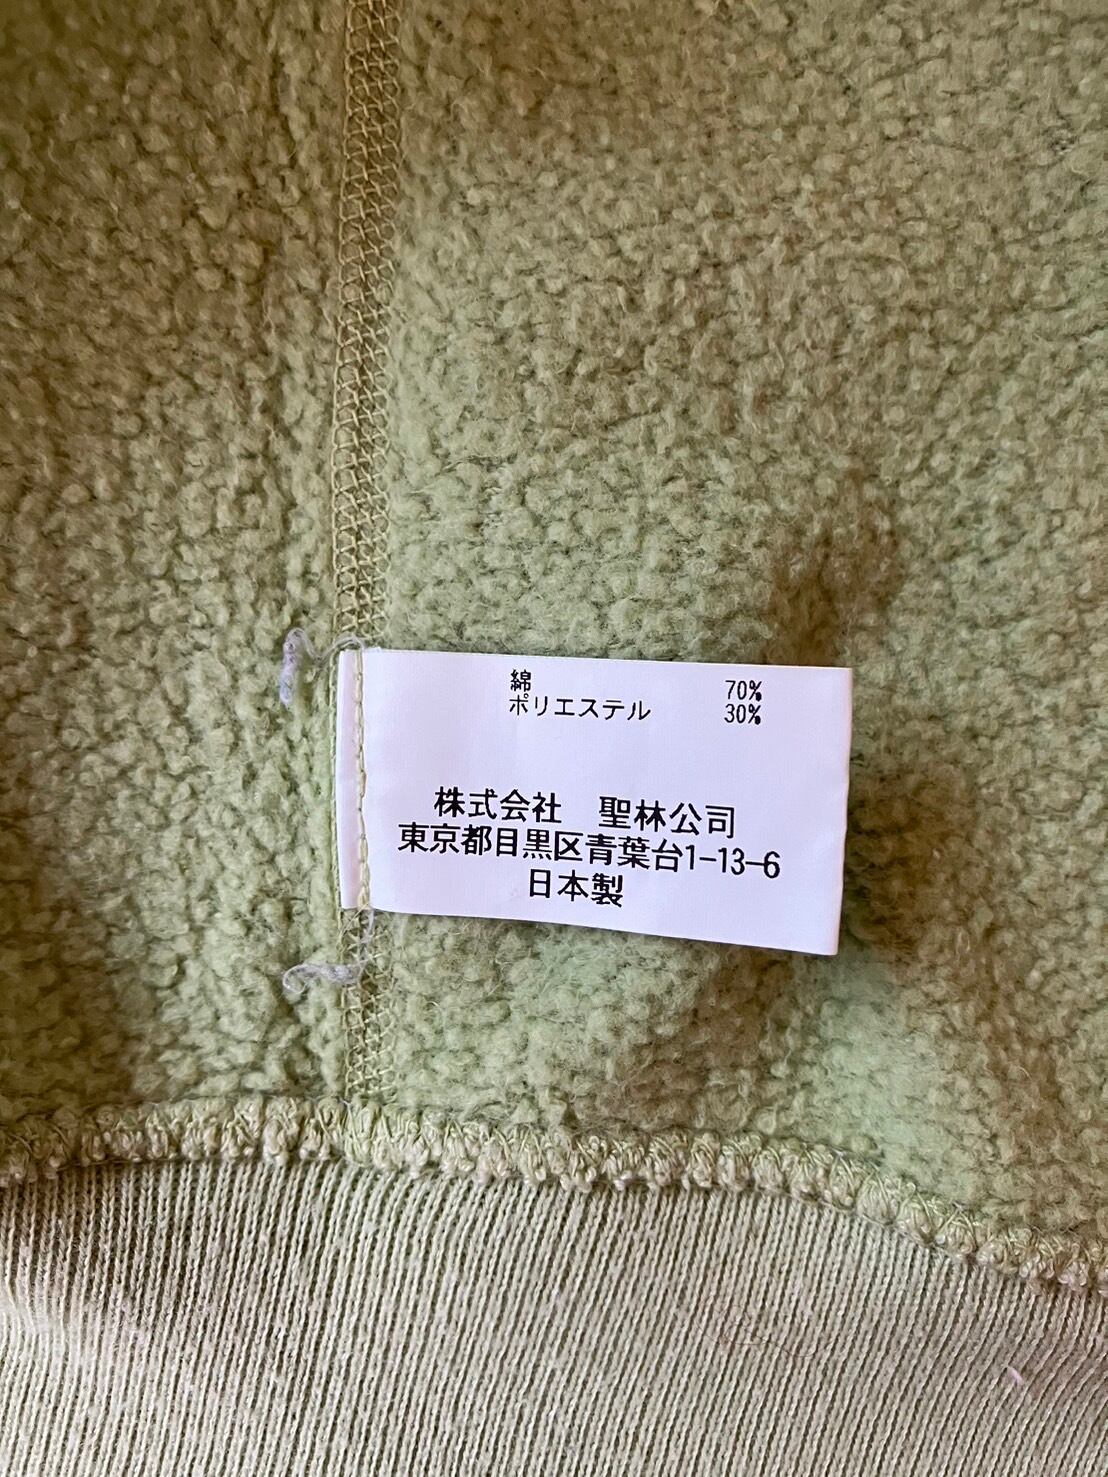 綿 70%
ポリエステル 30%
株式会社 聖林公司
東京都目黒区青葉台1-13-6
日本製